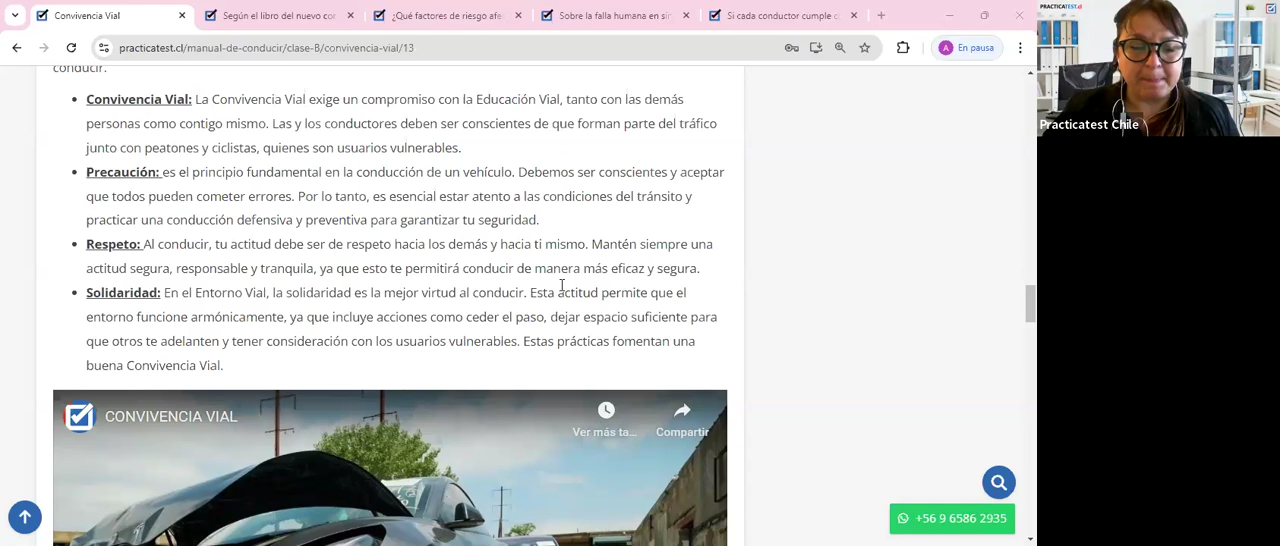 Convivencia Vial
Según el libro del nuevo con
¿Qué factores de riesgo afe
Sobre la falla humana en sin
Si cada conductor cumple c
practicatest.cl/manual-de-conducir/clase-B/convivencia-vial/13
A En pausa
PRACTICATEST.cl
Practicatest Chile
conducir.
Convivencia Vial: La Convivencia Vial exige un compromiso con la Educación Vial, tanto con las demás
personas como contigo mismo. Las y los conductores deben ser conscientes de que forman parte del tráfico
junto con peatones y ciclistas, quienes son usuarios vulnerables.
Precaución: es el principio fundamental en la conducción de un vehículo. Debemos ser conscientes y aceptar
que todos pueden cometer errores. Por lo tanto, es esencial estar atento a las condiciones del tránsito y
practicar una conducción defensiva y preventiva para garantizar tu seguridad.
Respeto: Al conducir, tu actitud debe ser de respeto hacia los demás y hacia ti mismo. Mantén siempre una
actitud segura, responsable y tranquila, ya que esto te permitirá conducir de manera más eficaz y segura.
Solidaridad: En el Entorno Vial, la solidaridad es la mejor virtud al conducir. Esta actitud permite que el
entorno funcione armónicamente, ya que incluye acciones como ceder el paso, dejar espacio suficiente para
que otros te adelanten y tener consideración con los usuarios vulnerables. Estas prácticas fomentan una
buena Convivencia Vial.
CONVIVENCIA VIAL
Ver más ta...
Compartir
+56 9 6586 2935